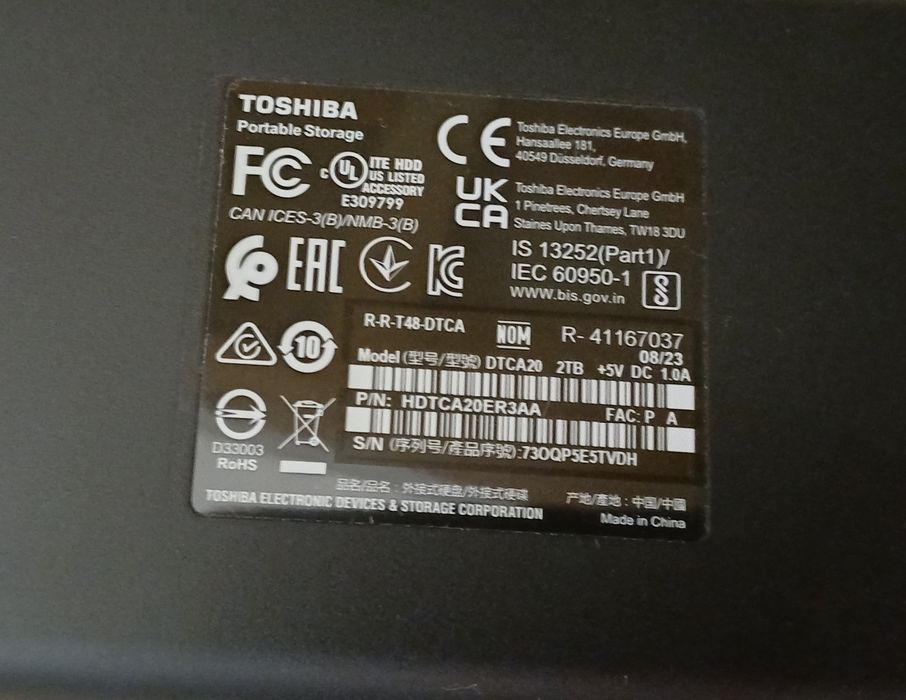 TOSHIBA
Portable Storage
FC
C UL US LISTED
ITE HDD
ACCESSORY
E309799
CAN ICES-3(B)/NMB-3(B)
CE
Toshiba Electronics Europe GmbH,
Hansaallee 181,
40549 Düsseldorf, Germany
UK
CA
Toshiba Electronics Europe GmbH
1 Pinetrees, Chertsey Lane
Staines Upon Thames, TW18 3DU
EAC
IS 13252(Part1)/
IEC 60950-1
www.bis.gov.in
R-R-T48-DTCA
NOM
R- 41167037
08/23
10
Model (型号/型號) DTCA20 2TB +5V DC 1.0A
P/N: HDTCA20ER3AA FAC: P A
S/N (序列号/產品序號):73OQP5E5TVDH
D33003
RoHS
品名/品名 : 外接式硬盘/外接式硬碟
产地/產地 : 中国/中國
TOSHIBA ELECTRONIC DEVICES & STORAGE CORPORATION
Made in China